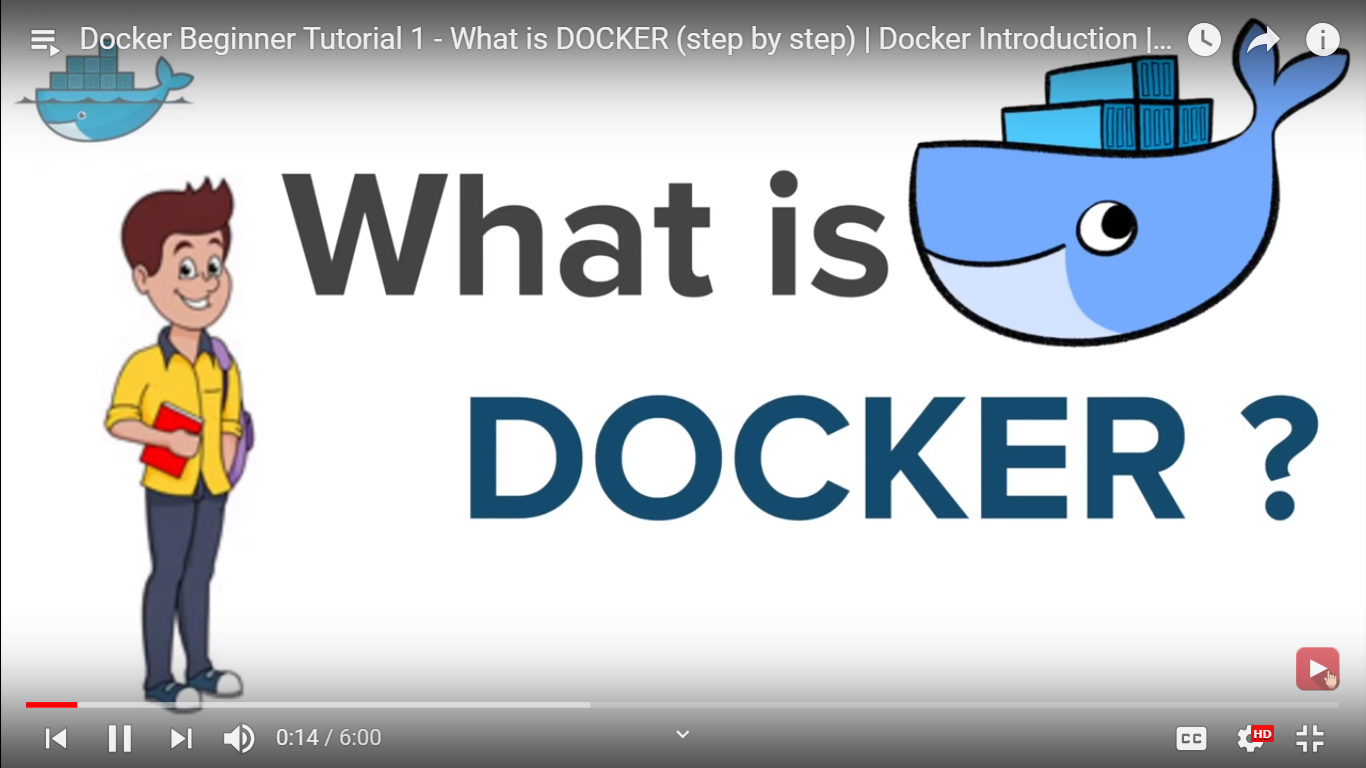 Docker Beginner Tutorial 1 - What is DOCKER (step by step) | Docker Introduction |...
What is
DOCKER ?
0:14 / 6:00
CC
HD